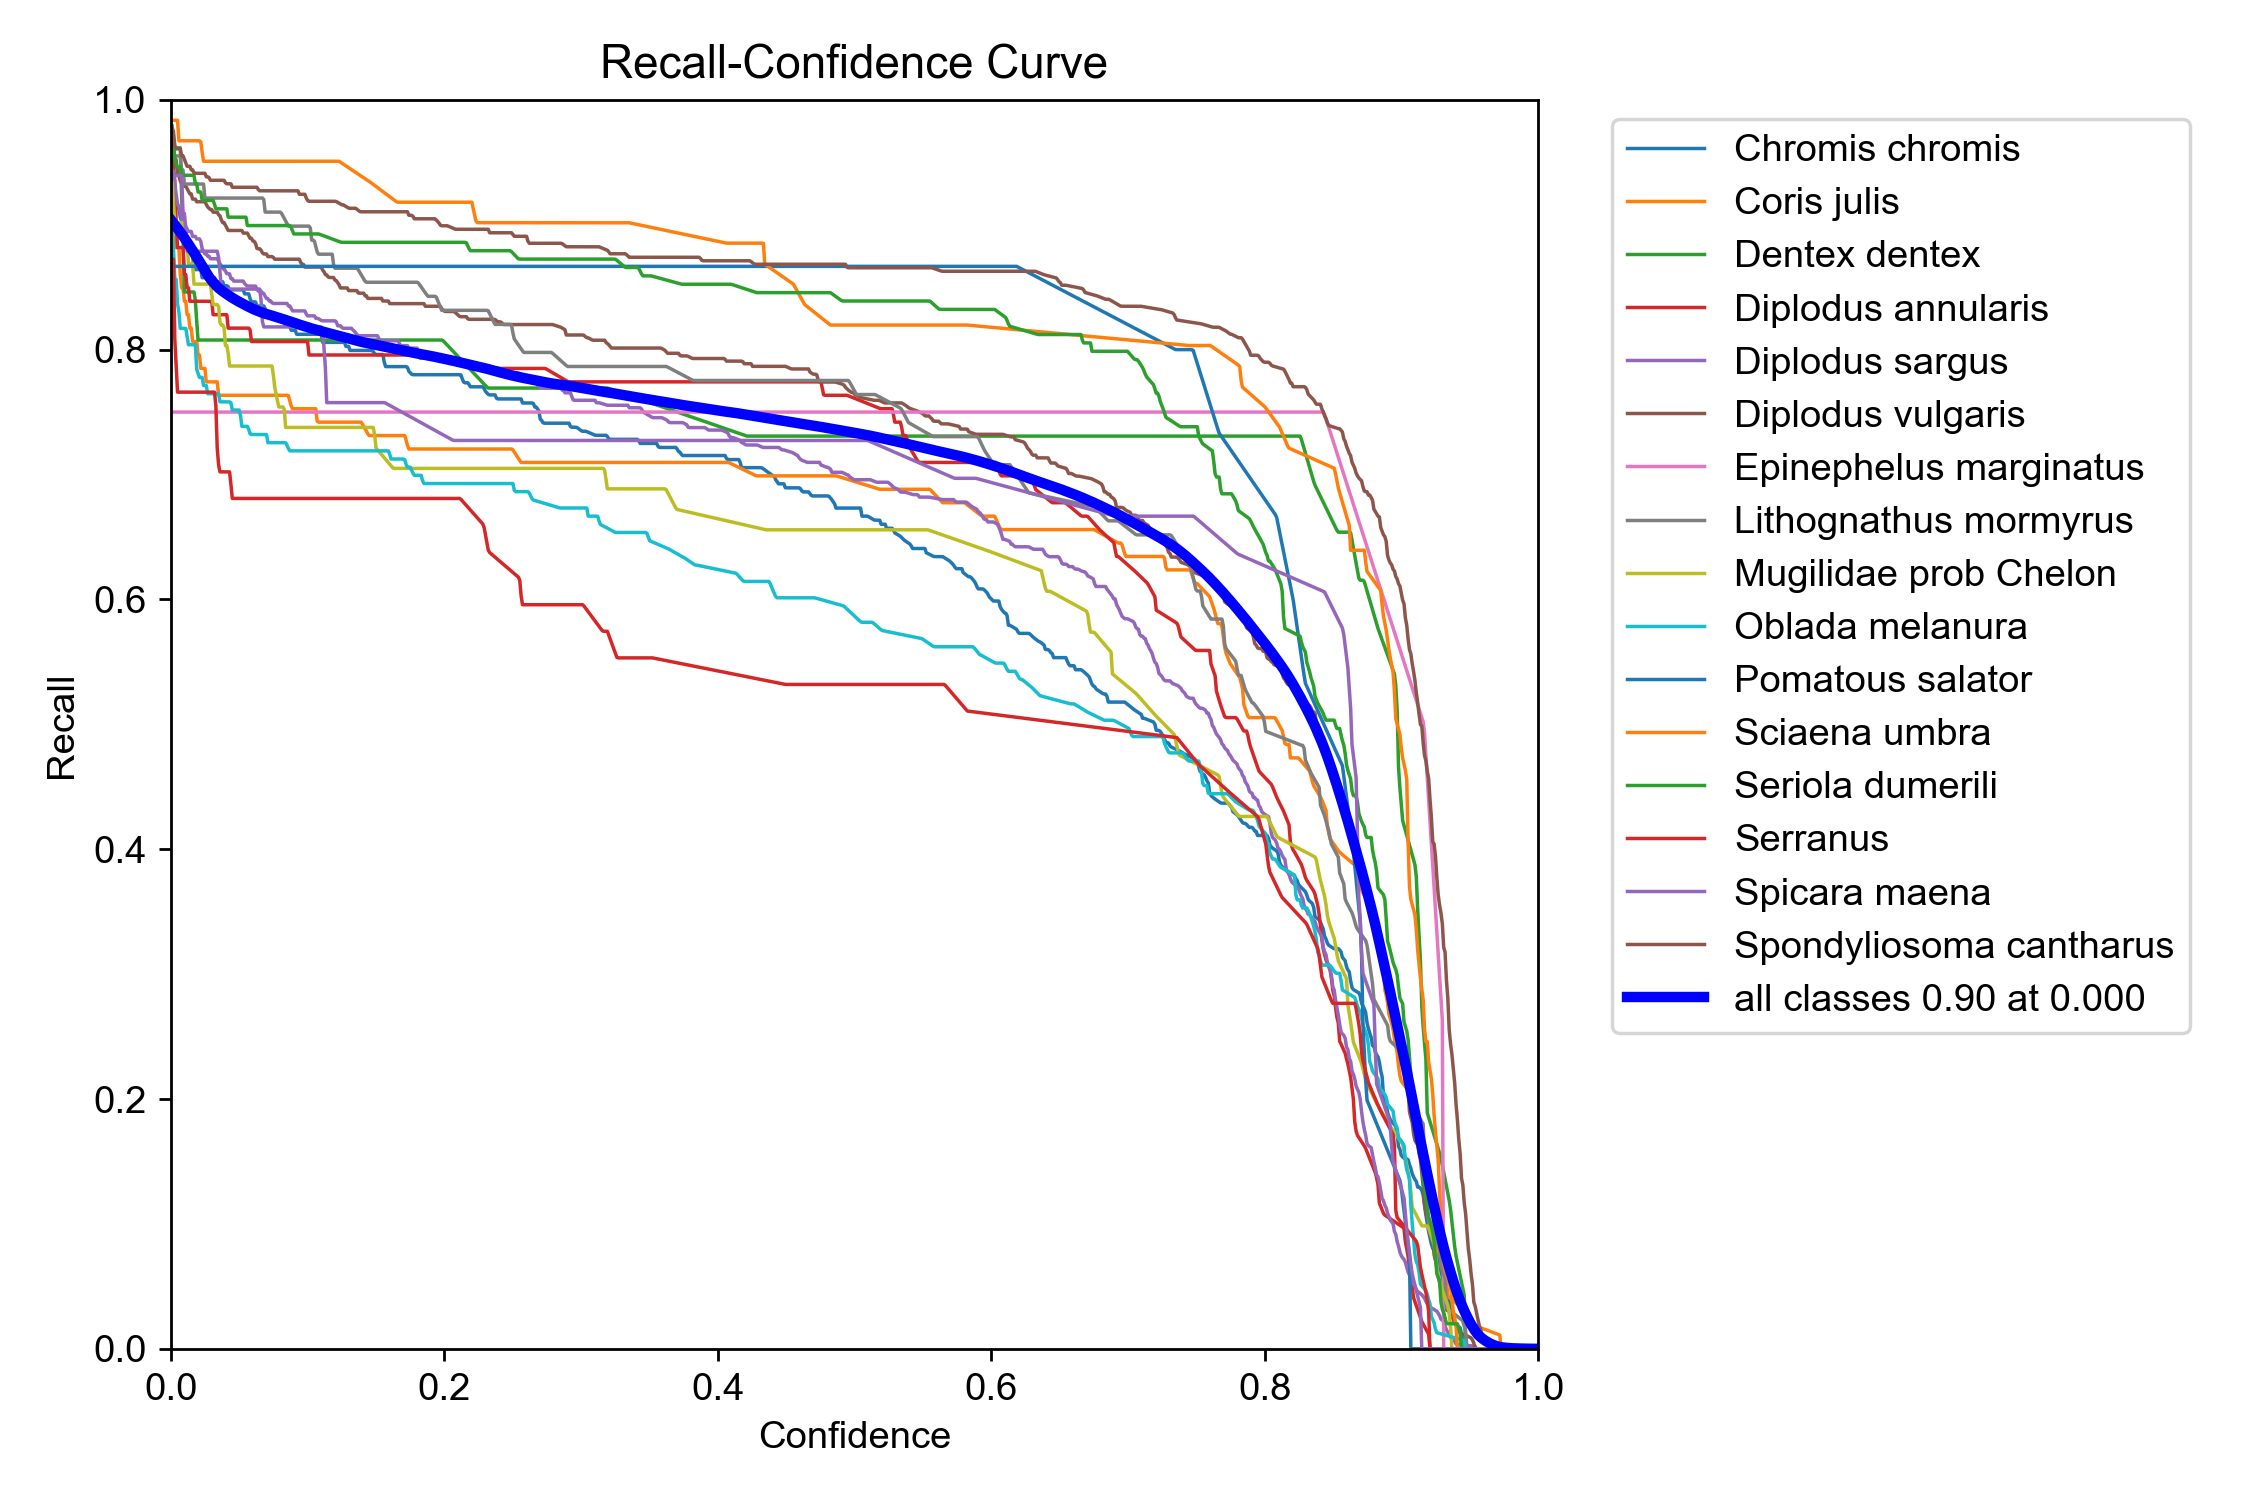 Recall-Confidence Curve
1.0
0.8
0.6
0.4
0.2
0.0
Recall
0.0 0.2 0.4 0.6 0.8 1.0
Confidence
Chromis chromis
Coris julis
Dentex dentex
Diplodus annularis
Diplodus sargus
Diplodus vulgaris
Epinephelus marginatus
Lithognathus mormyrus
Mugilidae prob Chelon
Oblada melanura
Pomatous salator
Sciaena umbra
Seriola dumerili
Serranus
Spicara maena
Spondyliosoma cantharus
all classes 0.90 at 0.000